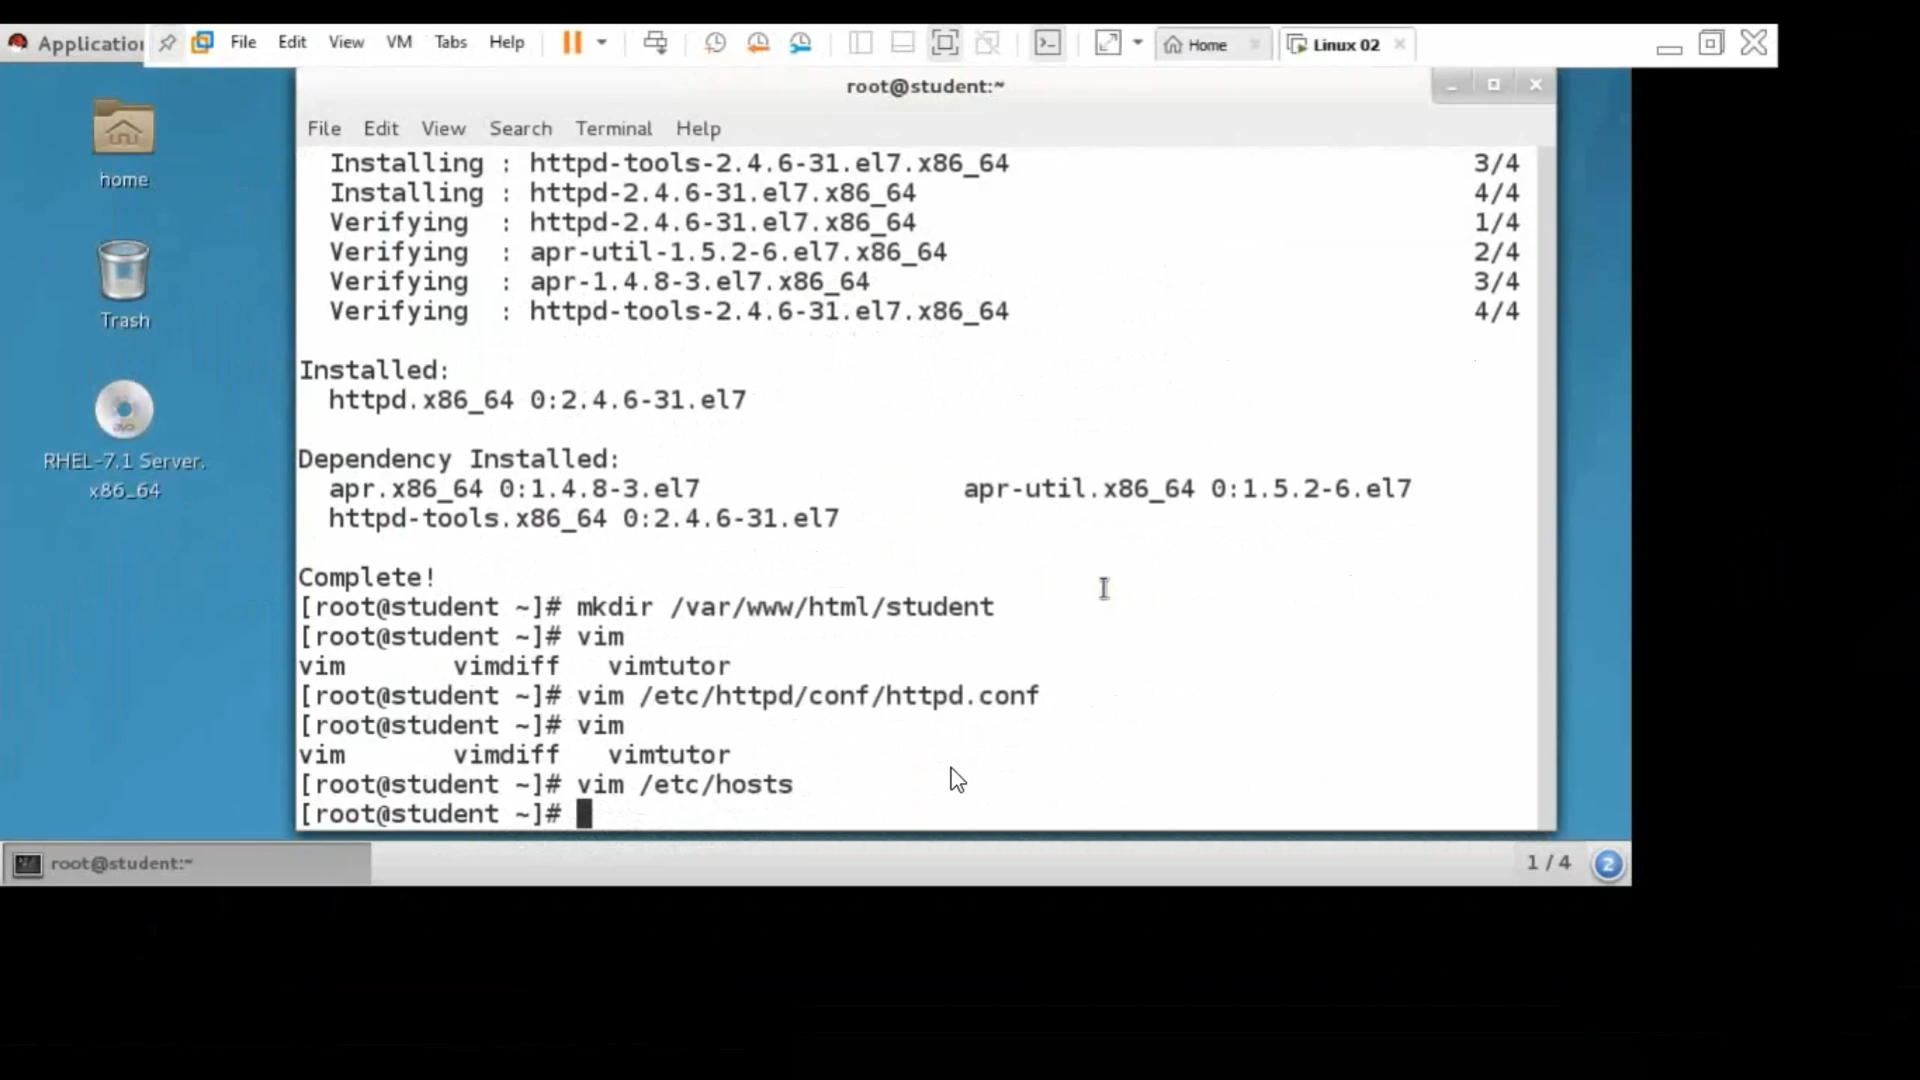 Application
File Edit View VM Tabs Help
Home
Linux 02
root@student:~
File Edit View Search Terminal Help
Installing : httpd-tools-2.4.6-31.el7.x86_64 3/4
Installing : httpd-2.4.6-31.el7.x86_64 4/4
Verifying : httpd-2.4.6-31.el7.x86_64 1/4
Verifying : apr-util-1.5.2-6.el7.x86_64 2/4
Verifying : apr-1.4.8-3.el7.x86_64 3/4
Verifying : httpd-tools-2.4.6-31.el7.x86_64 4/4
Installed:
httpd.x86_64 0:2.4.6-31.el7
Dependency Installed:
apr.x86_64 0:1.4.8-3.el7 apr-util.x86_64 0:1.5.2-6.el7
httpd-tools.x86_64 0:2.4.6-31.el7
Complete!
[root@student ~]# mkdir /var/www/html/student
[root@student ~]# vim
vim vimdiff vimtutor
[root@student ~]# vim /etc/httpd/conf/httpd.conf
[root@student ~]# vim
vim vimdiff vimtutor
[root@student ~]# vim /etc/hosts
[root@student ~]#
home
Trash
RHEL-7.1 Server.
x86_64
root@student:~
1 / 4
2